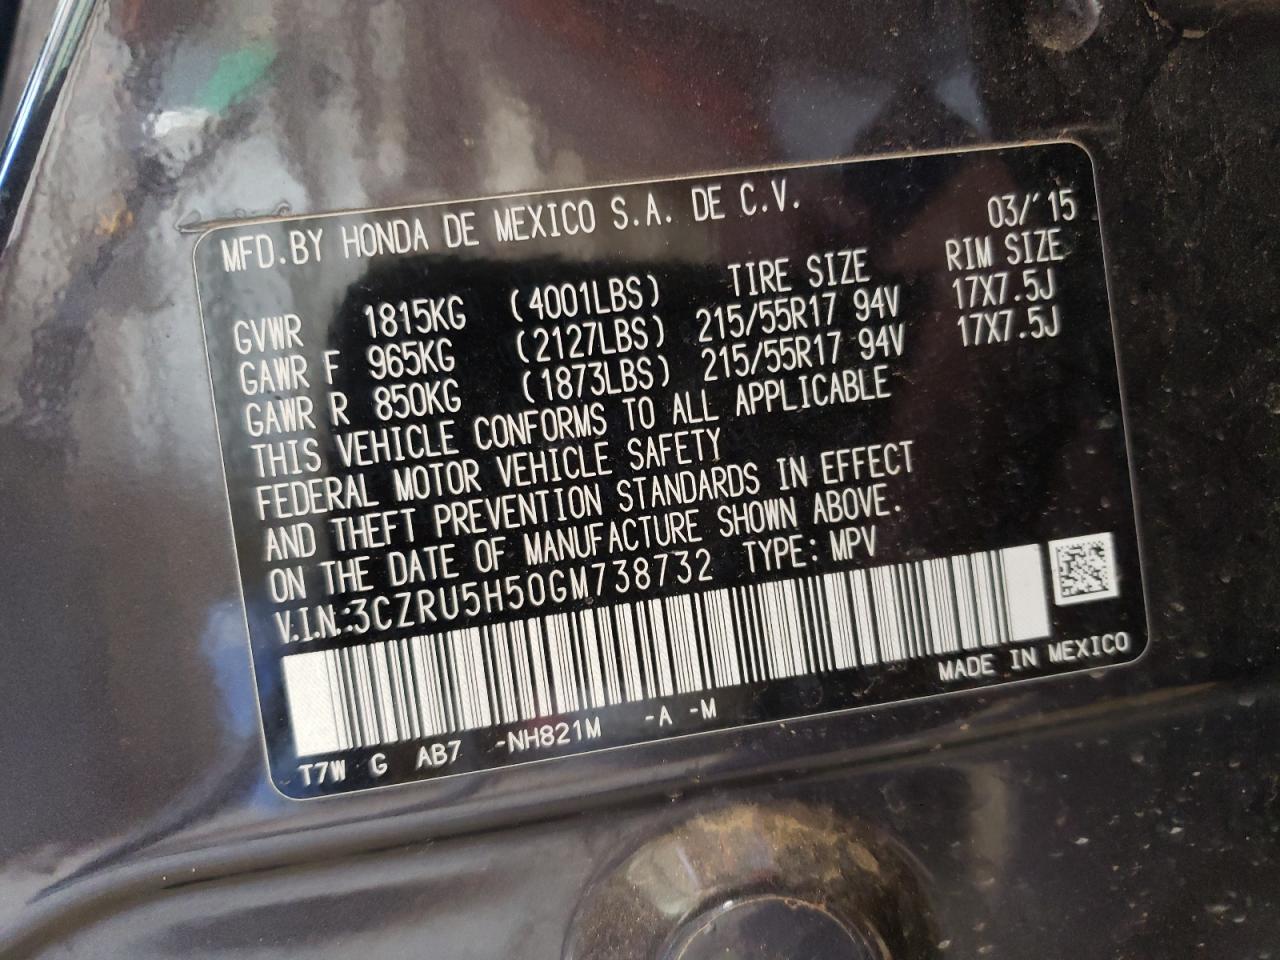 MFD.BY HONDA DE MEXICO S.A. DE C.V.
03/'15
TIRE SIZE RIM SIZE
GVWR 1815KG (4001LBS)
GAWR F 965KG (2127LBS) 215/55R17 94V 17X7.5J
GAWR R 850KG (1873LBS) 215/55R17 94V 17X7.5J
THIS VEHICLE CONFORMS TO ALL APPLICABLE
FEDERAL MOTOR VEHICLE SAFETY
AND THEFT PREVENTION STANDARDS IN EFFECT
ON THE DATE OF MANUFACTURE SHOWN ABOVE.
V.I.N.:3CZRU5H50GM738732 TYPE: MPV
MADE IN MEXICO
T7W G AB7 -NH821M -A -M